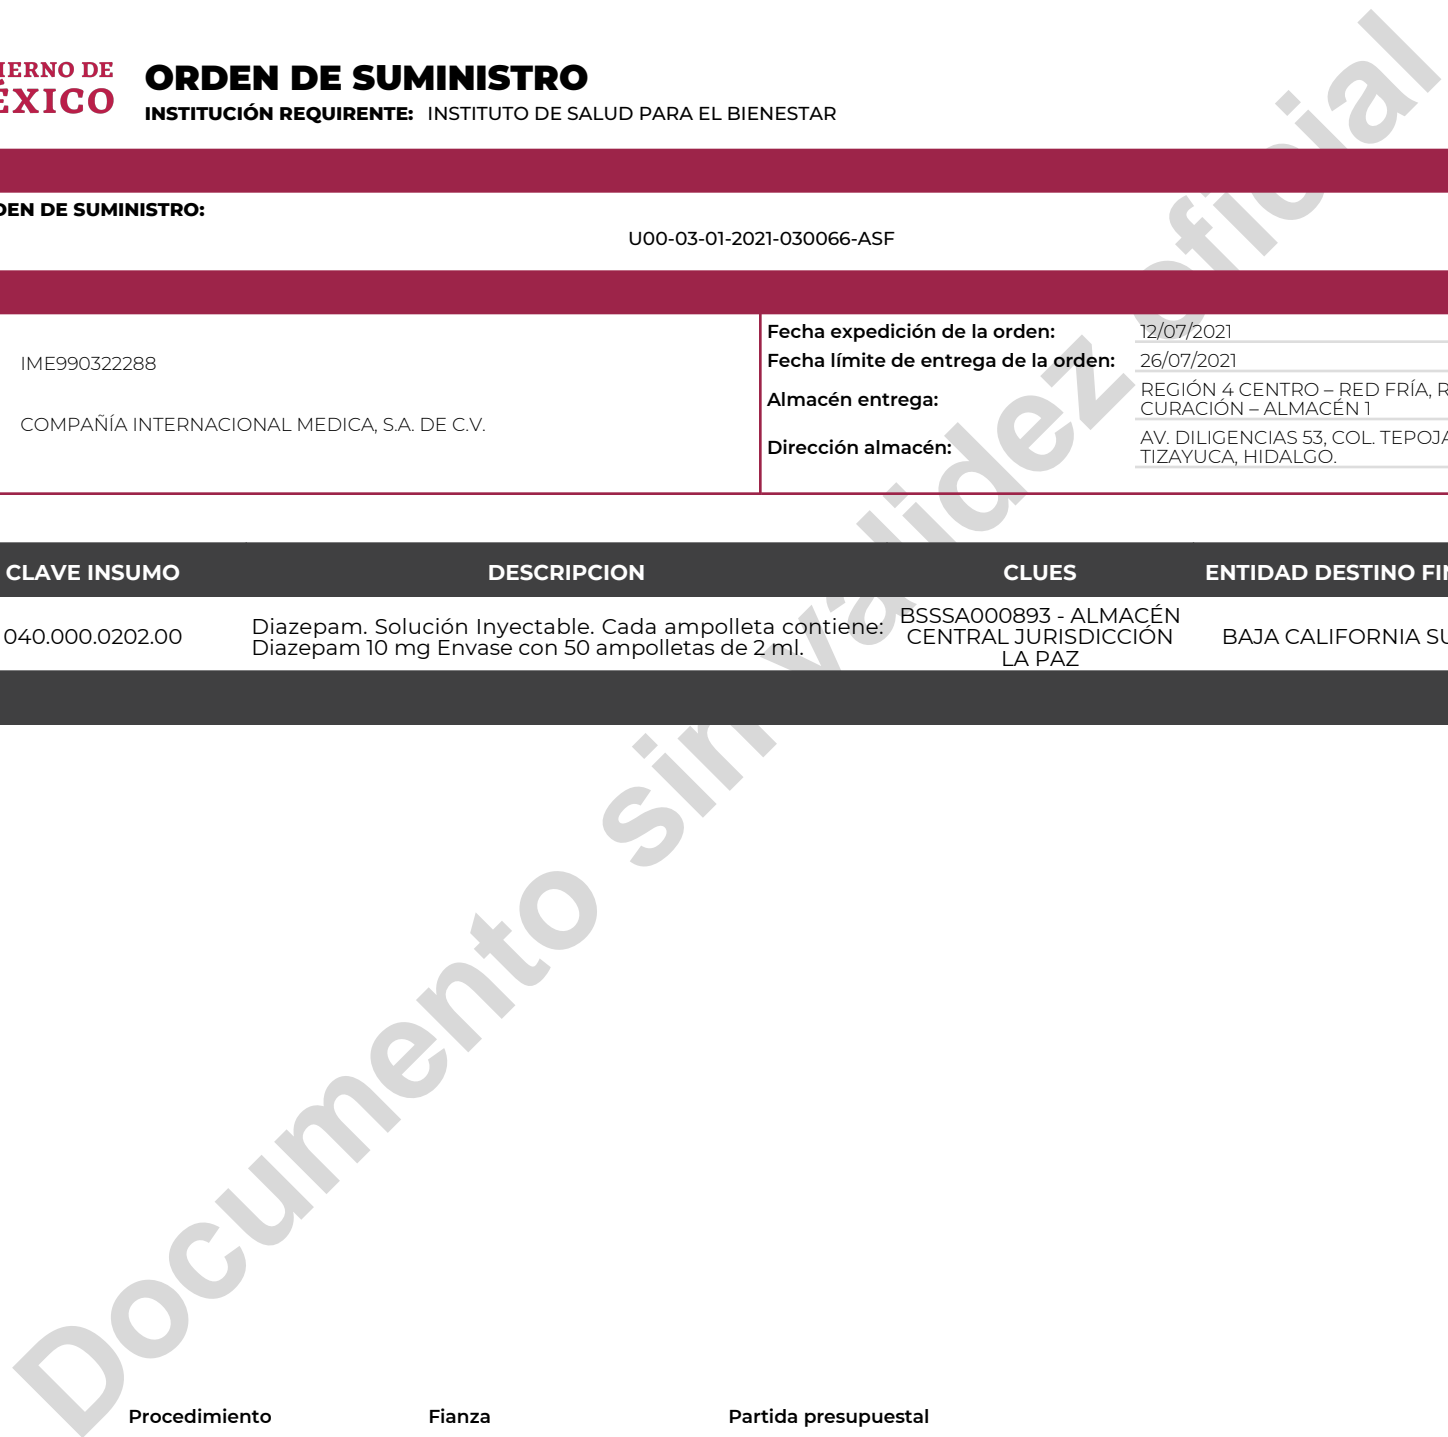 IERNO DE
ÉXICO
ORDEN DE SUMINISTRO
INSTITUCIÓN REQUIRENTE: INSTITUTO DE SALUD PARA EL BIENESTAR
DEN DE SUMINISTRO:
U00-03-01-2021-030066-ASF
IME990322288
COMPAÑÍA INTERNACIONAL MEDICA, S.A. DE C.V.
Fecha expedición de la orden: 12/07/2021
Fecha límite de entrega de la orden: 26/07/2021
Almacén entrega: REGIÓN 4 CENTRO – RED FRÍA, R
CURACIÓN – ALMACÉN 1
Dirección almacén: AV. DILIGENCIAS 53, COL. TEPOJA
TIZAYUCA, HIDALGO.
CLAVE INSUMO DESCRIPCION CLUES ENTIDAD DESTINO FIN
040.000.0202.00
Diazepam. Solución Inyectable. Cada ampolleta contiene:
Diazepam 10 mg Envase con 50 ampolletas de 2 ml.
BSSSA000893 - ALMACÉN
CENTRAL JURISDICCIÓN
LA PAZ
BAJA CALIFORNIA SU
Documento sin validez oficial
Procedimiento Fianza Partida presupuestal